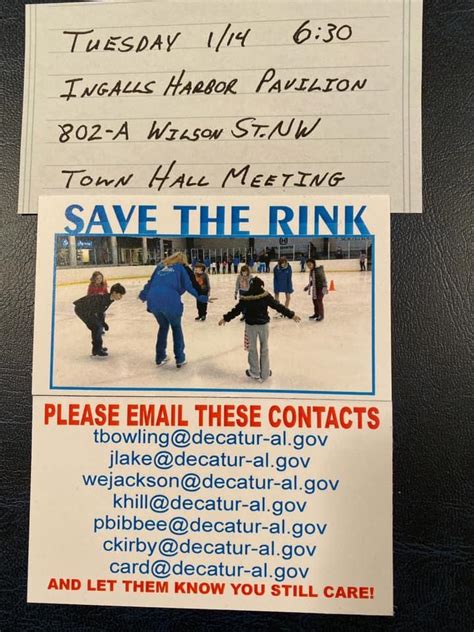 TUESDAY 1/14 6:30
INGALLS HARBOR PAVILION
802-A WILSON ST. NW
TOWN HALL MEETING
SAVE THE RINK
PLEASE EMAIL THESE CONTACTS
tbowling@decatur-al.gov
jlake@decatur-al.gov
wejackson@decatur-al.gov
khill@decatur-al.gov
pbibbee@decatur-al.gov
ckirby@decatur-al.gov
card@decatur-al.gov
AND LET THEM KNOW YOU STILL CARE!